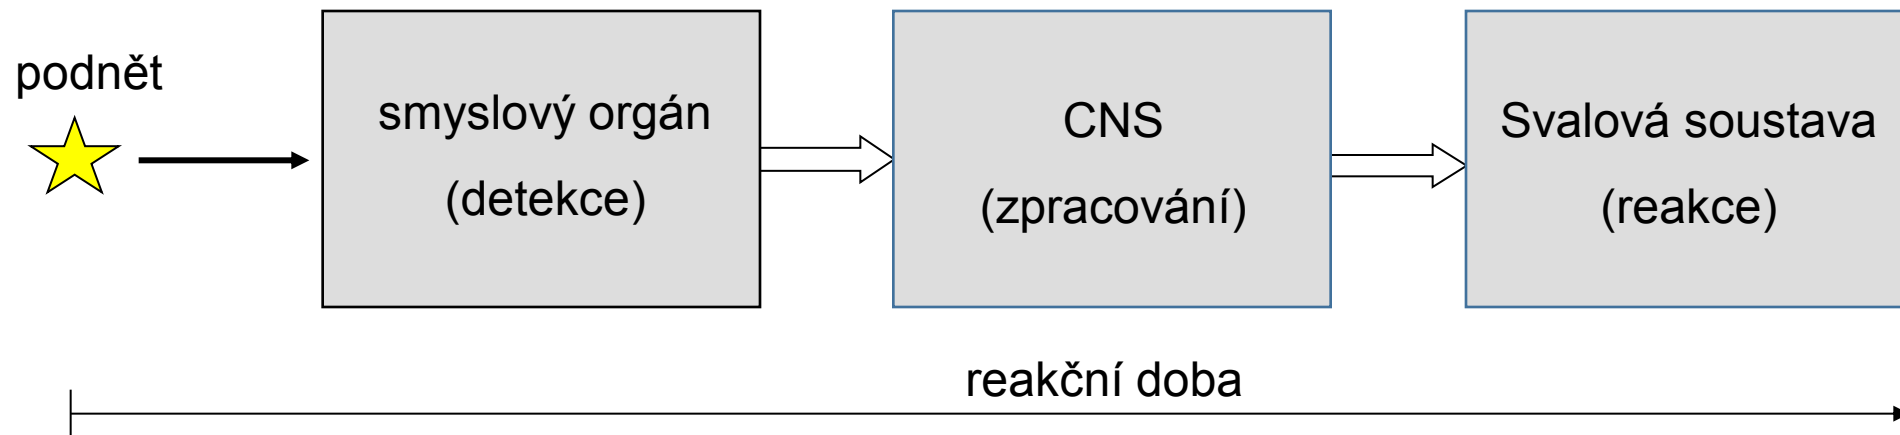 podnět
smyslový orgán
(detekce)
CNS
(zpracování)
Svalová soustava
(reakce)
reakční doba